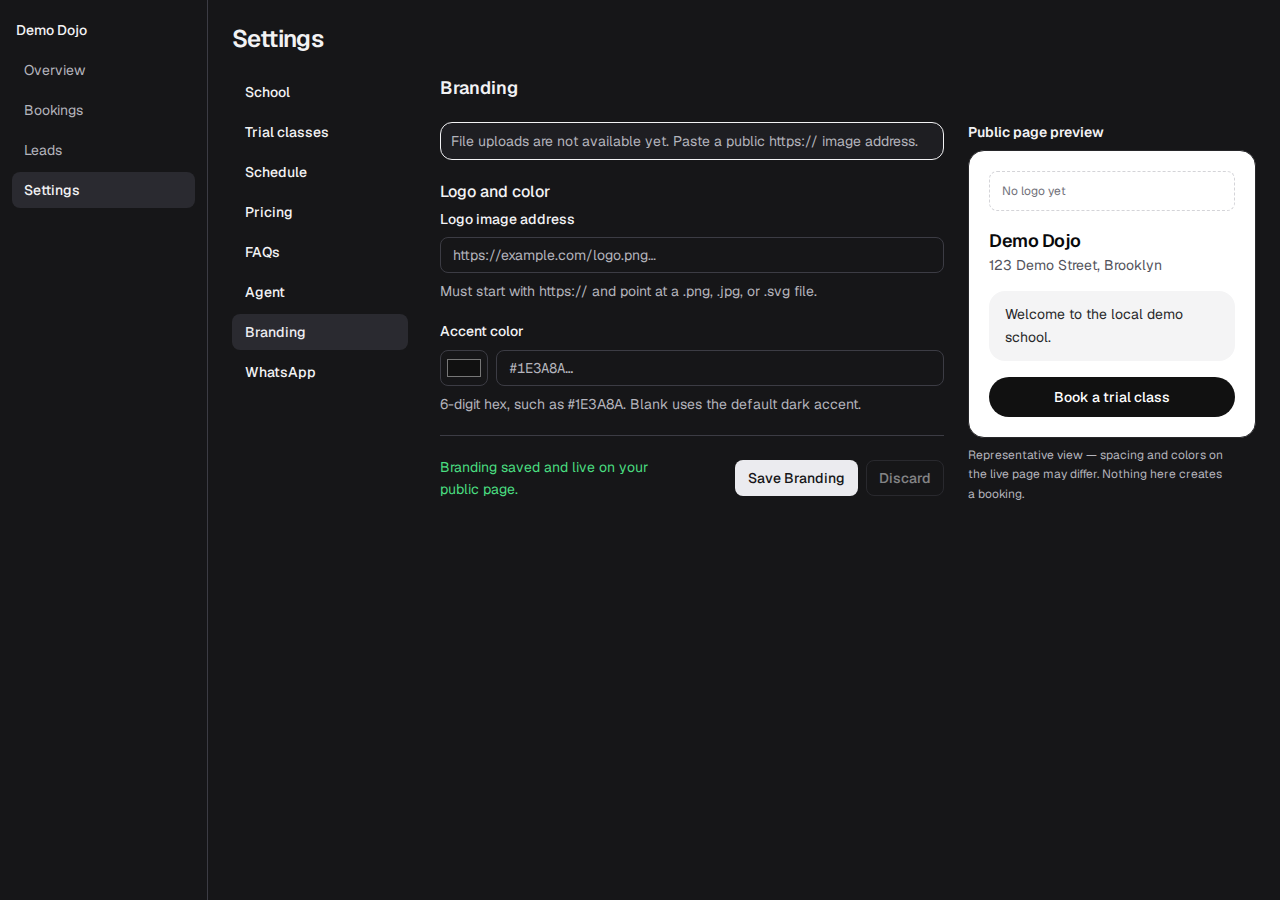 Demo Dojo
Overview
Bookings
Leads
Settings
Settings
School
Trial classes
Schedule
Pricing
FAQs
Agent
Branding
WhatsApp
Branding
File uploads are not available yet. Paste a public https:// image address.
Logo and color
Logo image address
https://example.com/logo.png…
Must start with https:// and point at a .png, .jpg, or .svg file.
Accent color
#1E3A8A…
6-digit hex, such as #1E3A8A. Blank uses the default dark accent.
Branding saved and live on your
public page.
Save Branding
Discard
Public page preview
No logo yet
Demo Dojo
123 Demo Street, Brooklyn
Welcome to the local demo
school.
Book a trial class
Representative view — spacing and colors on
the live page may differ. Nothing here creates
a booking.